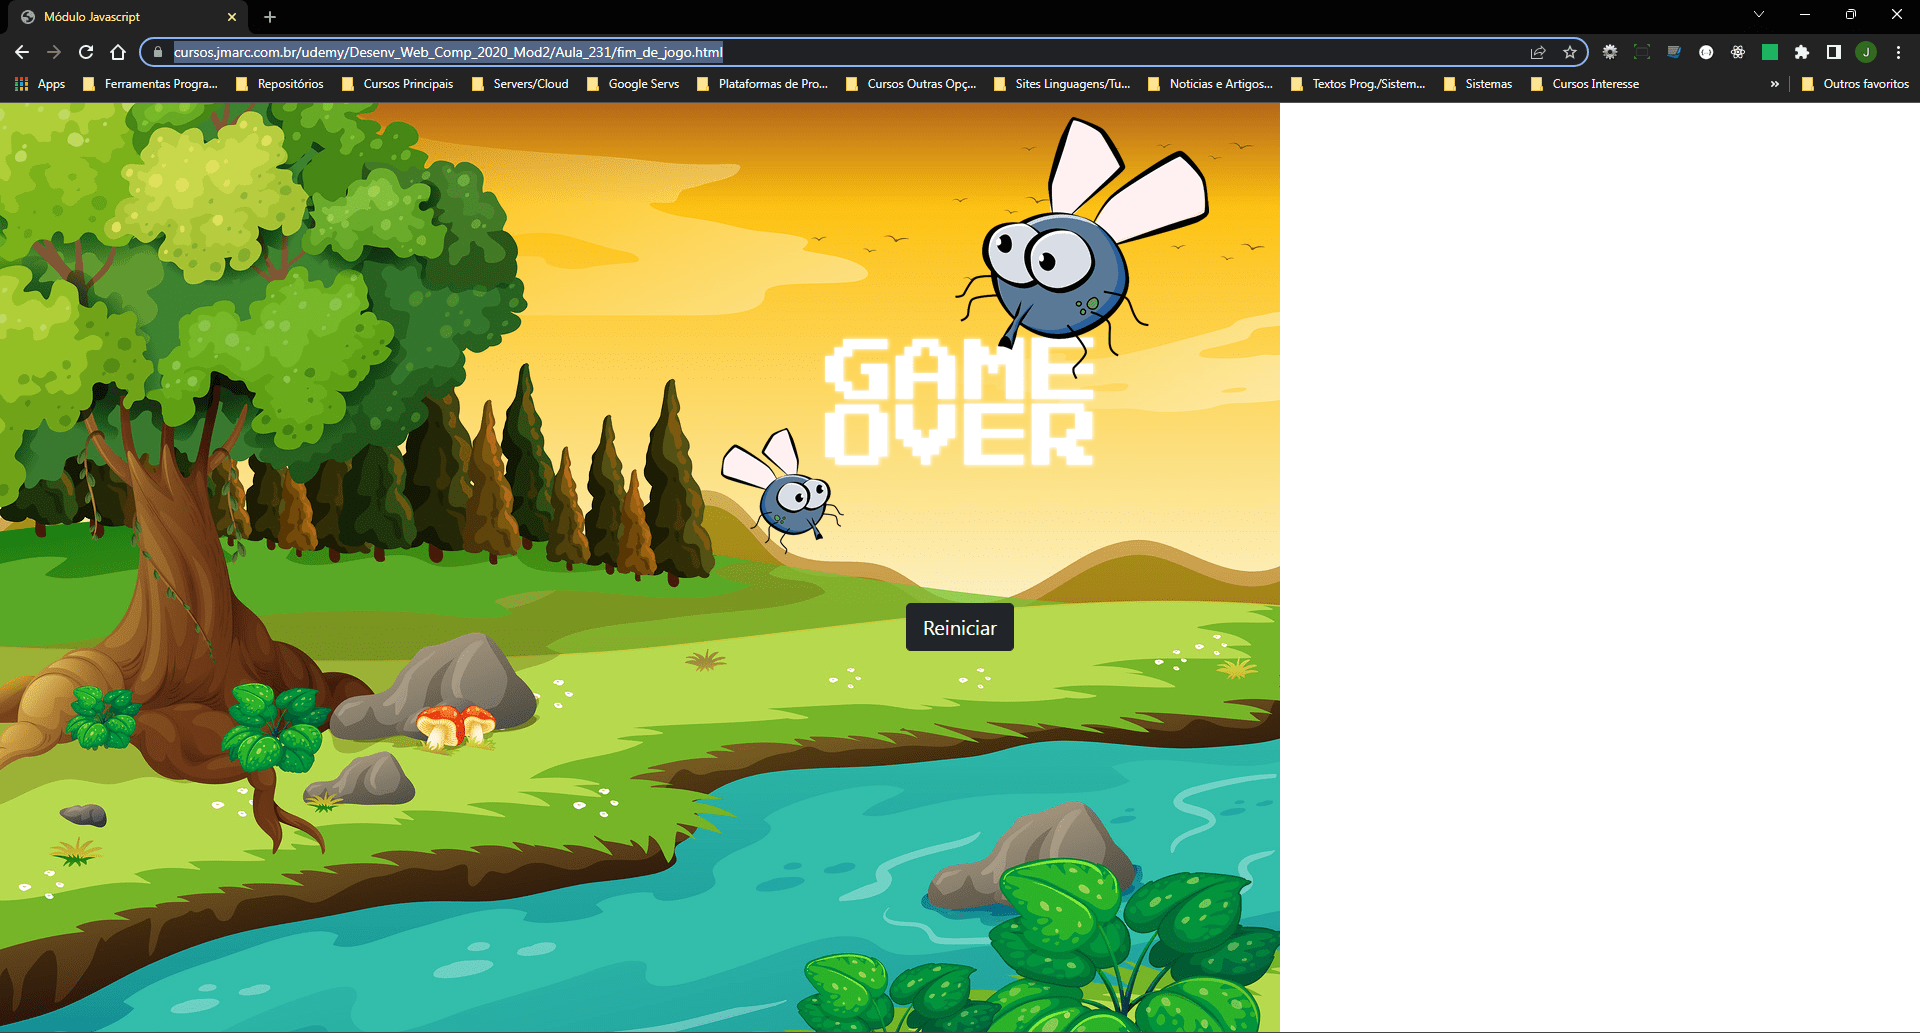 Módulo Javascript
cursos.jmarc.com.br/udemy/Desenv_Web_Comp_2020_Mod2/Aula_231/fim_de_jogo.html
J
Apps Ferramentas Progra... Repositórios Cursos Principais Servers/Cloud Google Servs Plataformas de Pro... Cursos Outras Opç... Sites Linguagens/Tu... Noticias e Artigos... Textos Prog./Sistem... Sistemas Cursos Interesse » Outros favoritos
GAME
OVER
Reiniciar